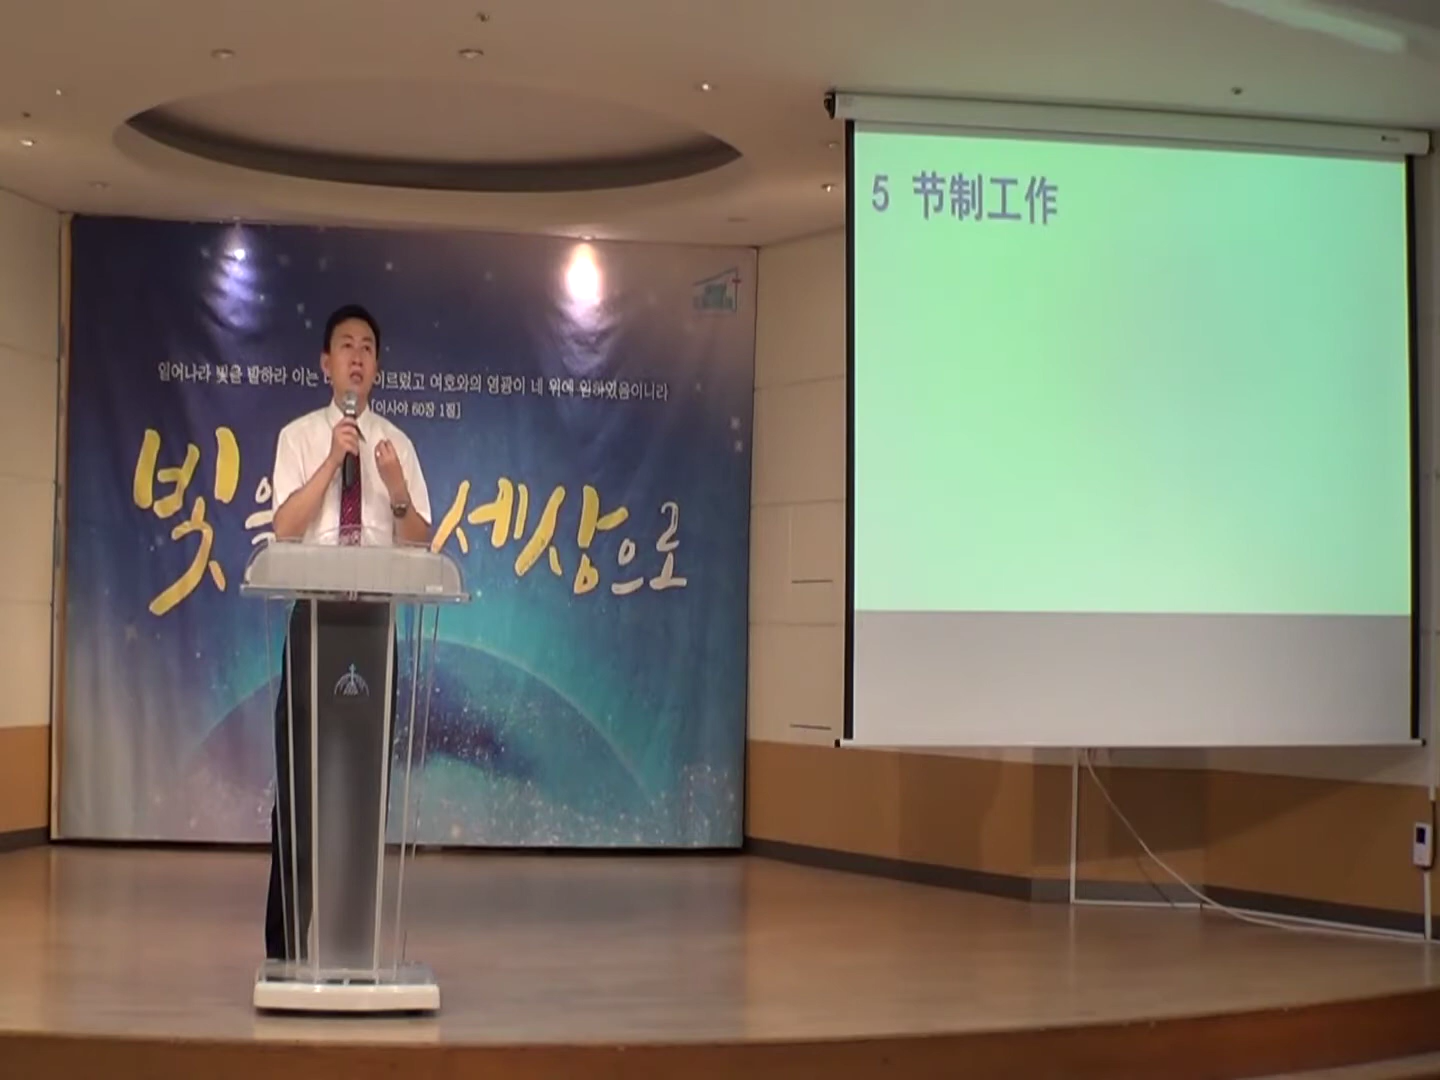 5 节制工作
일어나라 빛을 발하라 이는 이르렀고 여호와의 영광이 네 위에 임하였음이니라
[이사야 60장 1절]
빛을 세상으로